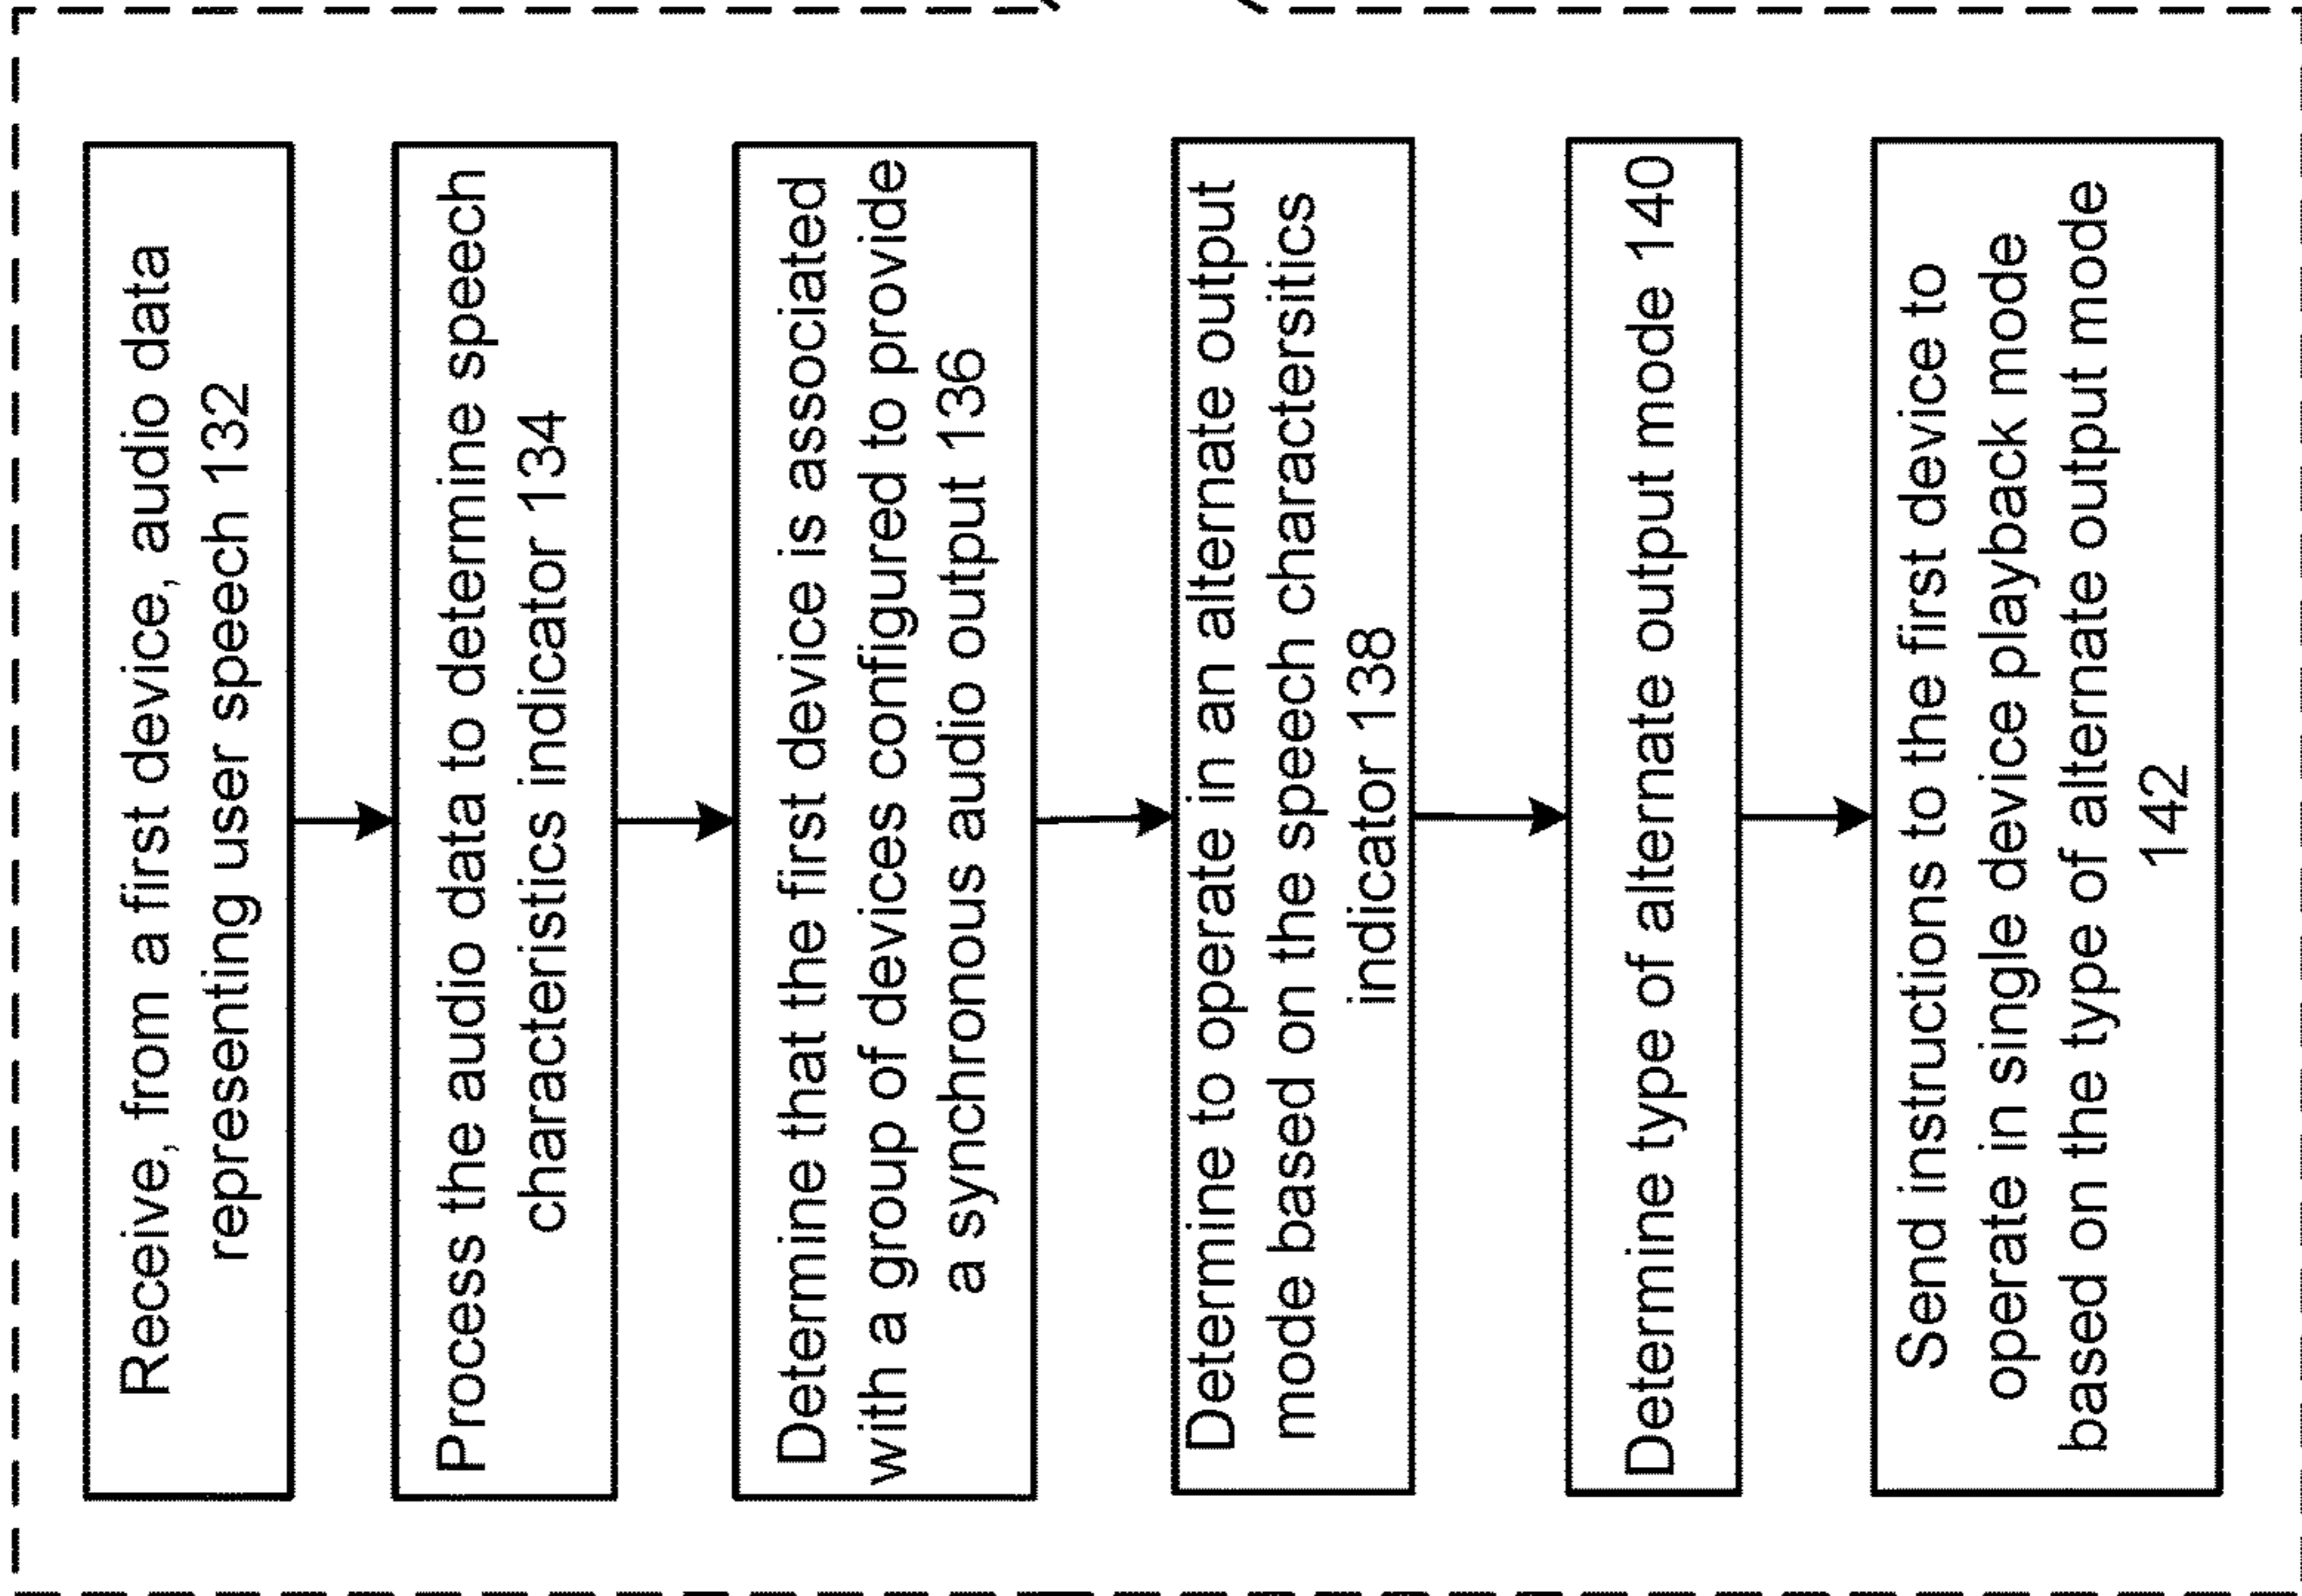 Receive, from a first device, audio data
representing user speech 132
Process the audio data to determine speech
characteristics indicator 134
Determine that the first device is associated
with a group of devices configured to provide
a synchronous audio output 136
Determine to operate in an alternate output
mode based on the speech charactersitics
indicator 138
Determine type of alternate output mode 140
Send instructions to the first device to
operate in single device playback mode
based on the type of alternate output mode
142